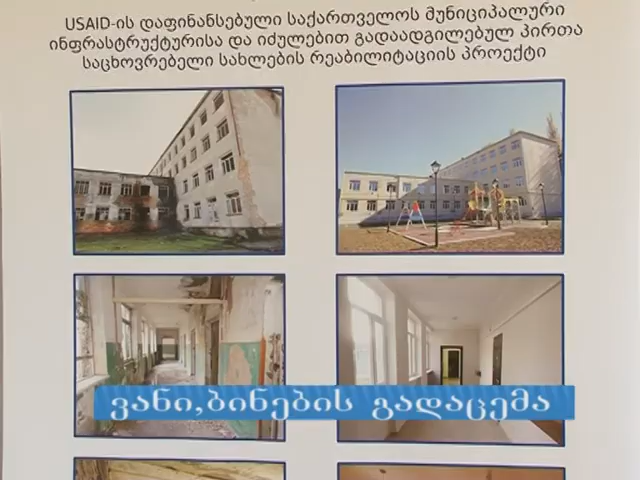 USAID-ის დაფინანსებული საქართველოს მუნიციპალური
ინფრასტრუქტურისა და იძულებით გადაადგილებულ პირთა
საცხოვრებელი სახლების რეაბილიტაციის პროექტი
ვანი,ბინების გადაცემა